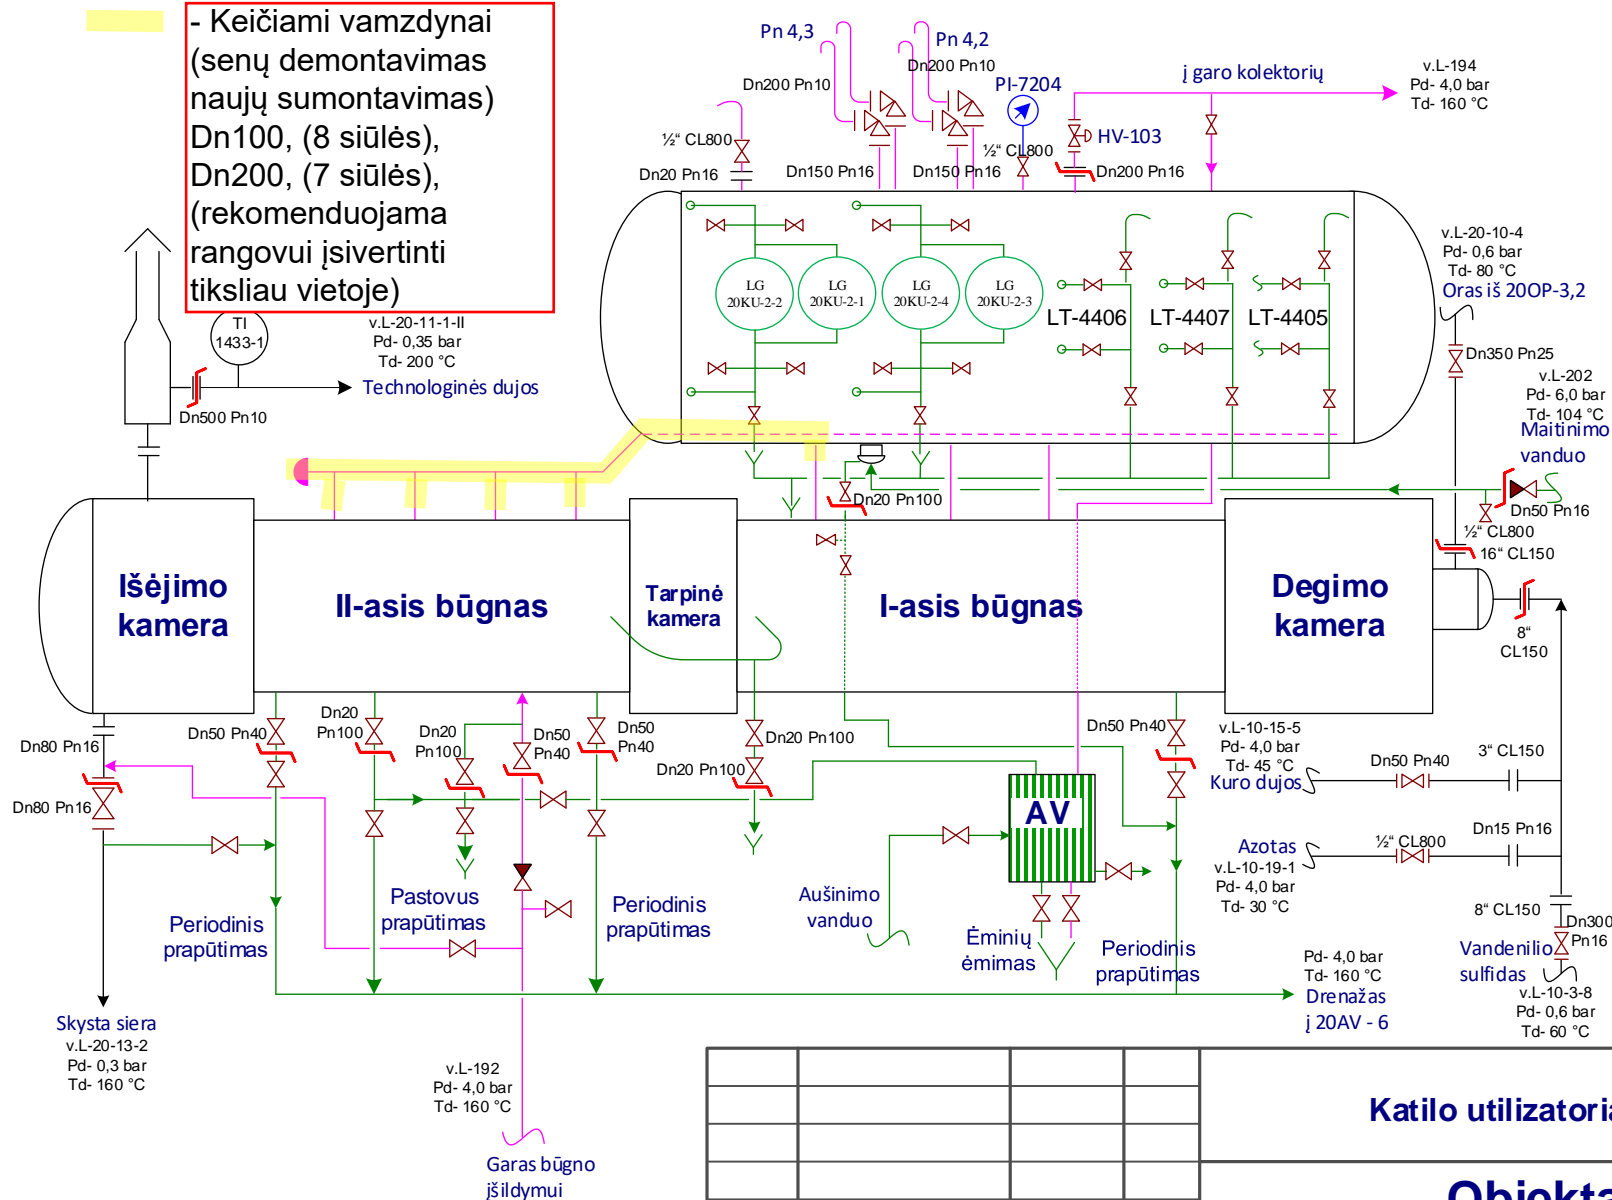 - Keičiami vamzdynai
(senų demontavimas
naujų sumontavimas)
Dn100, (8 siūlės),
Dn200, (7 siūlės),
(rekomenduojama
rangovui įsivertinti
tiksliau vietoje)
Pn 4,3
Pn 4,2
Dn200 Pn10
Dn200 Pn10
PI-7204
į garo kolektorių
v.L-194
Pd- 4,0 bar
Td- 160 °C
HV-103
½“ CL800
½“ CL800
Dn20 Pn16
Dn150 Pn16
Dn150 Pn16
Dn200 Pn16
LG
20KU-2-2
LG
20KU-2-1
LG
20KU-2-4
LG
20KU-2-3
LT-4406
LT-4407
LT-4405
v.L-20-10-4
Pd- 0,6 bar
Td- 80 °C
Oras iš 20OP-3,2
Dn350 Pn25
v.L-202
Pd- 6,0 bar
Td- 104 °C
Maitinimo
vanduo
Dn50 Pn16
½“ CL800
16“ CL150
TI
1433-1
v.L-20-11-1-II
Pd- 0,35 bar
Td- 200 °C
Technologinės dujos
Dn500 Pn10
Dn20 Pn100
Išėjimo
kamera
II-asis būgnas
Tarpinė
kamera
I-asis būgnas
Degimo
kamera
8“
CL150
Dn80 Pn16
Dn80 Pn16
Dn50 Pn40
Dn20
Pn100
Dn20
Pn100
Dn50
Pn40
Dn50
Pn40
Dn20 Pn100
Dn20 Pn100
Dn50 Pn40
v.L-10-15-5
Pd- 4,0 bar
Td- 45 °C
Kuro dujos
Dn50 Pn40
3“ CL150
AV
Azotas
v.L-10-19-1
Pd- 4,0 bar
Td- 30 °C
½“ CL800
Dn15 Pn16
8“ CL150
Dn300
Pn16
Vandenilio
sulfidas
v.L-10-3-8
Pd- 0,6 bar
Td- 60 °C
Periodinis
prapūtimas
Pastovus
prapūtimas
Periodinis
prapūtimas
Aušinimo
vanduo
Ėminių
ėmimas
Periodinis
prapūtimas
Pd- 4,0 bar
Td- 160 °C
Drenažas
į 20AV - 6
Skysta siera
v.L-20-13-2
Pd- 0,3 bar
Td- 160 °C
v.L-192
Pd- 4,0 bar
Td- 160 °C
Garas būgno
įšildymui
Katilo utilizatoria
Objekta